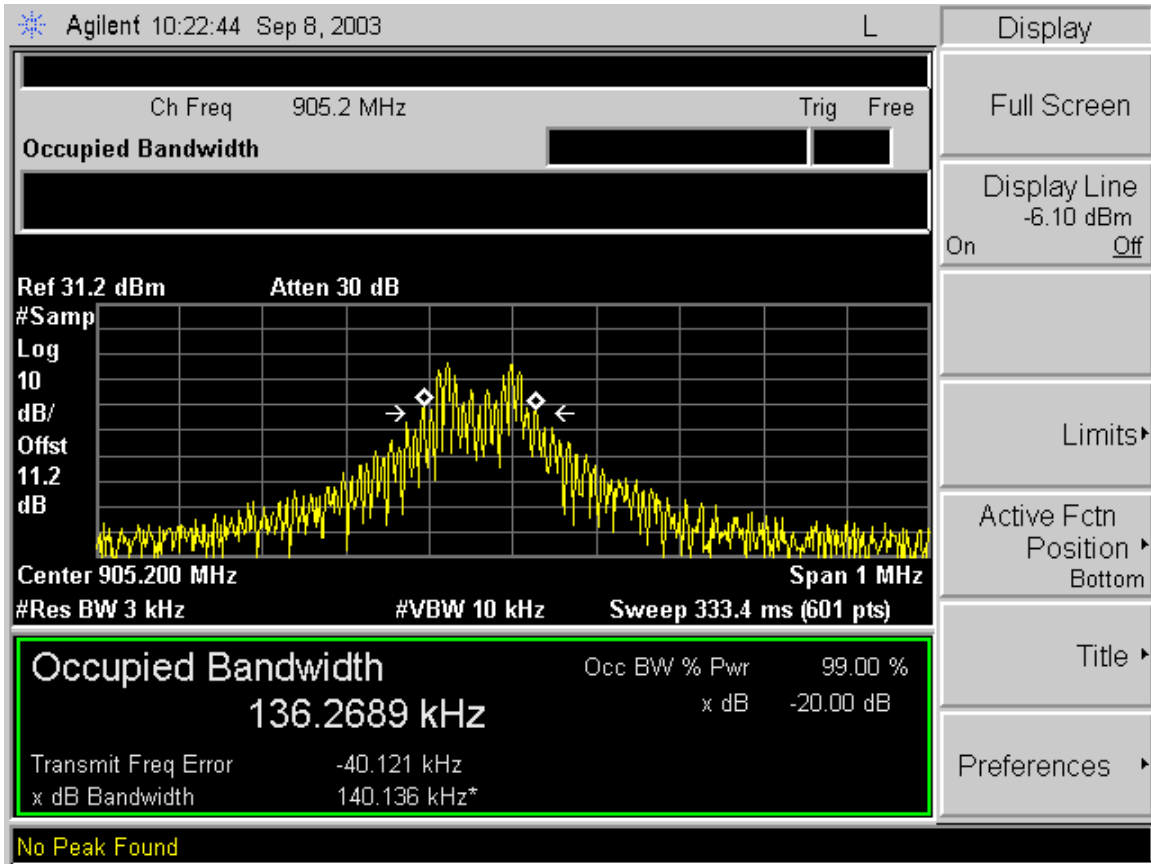 Agilent 10:22:44 Sep 8, 2003 L
Display
Ch Freq 905.2 MHz Trig Free
Occupied Bandwidth
Ref 31.2 dBm Atten 30 dB
#Samp
Log
10
dB/
Offst
11.2
dB
Center 905.200 MHz Span 1 MHz
#Res BW 3 kHz #VBW 10 kHz Sweep 333.4 ms (601 pts)
Occupied Bandwidth Occ BW % Pwr 99.00 %
136.2689 kHz x dB -20.00 dB
Transmit Freq Error -40.121 kHz
x dB Bandwidth 140.136 kHz*
No Peak Found
Full Screen
Display Line
-6.10 dBm
On Off
Limits
Active Fctn
Position
Bottom
Title
Preferences